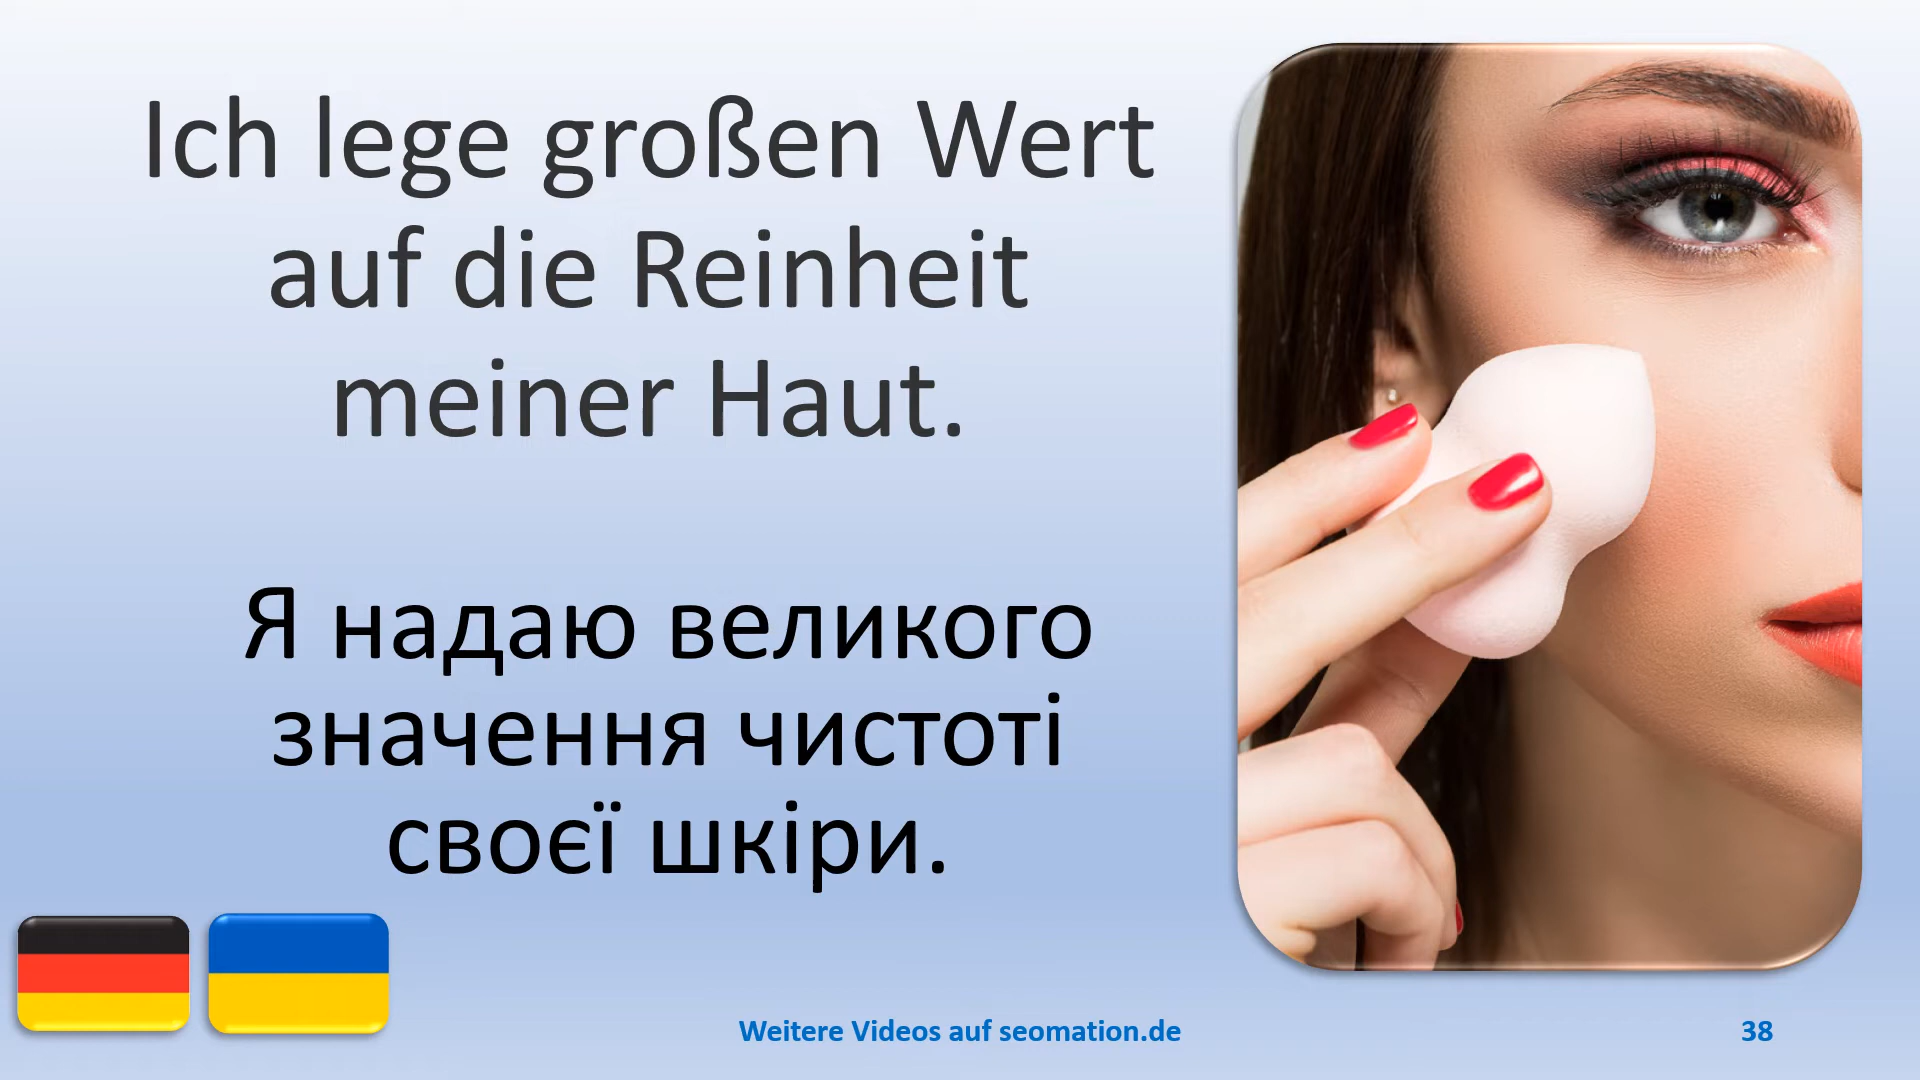 Ich lege großen Wert
auf die Reinheit
meiner Haut.
Я надаю великого
значення чистоті
своєї шкіри.
Weitere Videos auf seomation.de
38